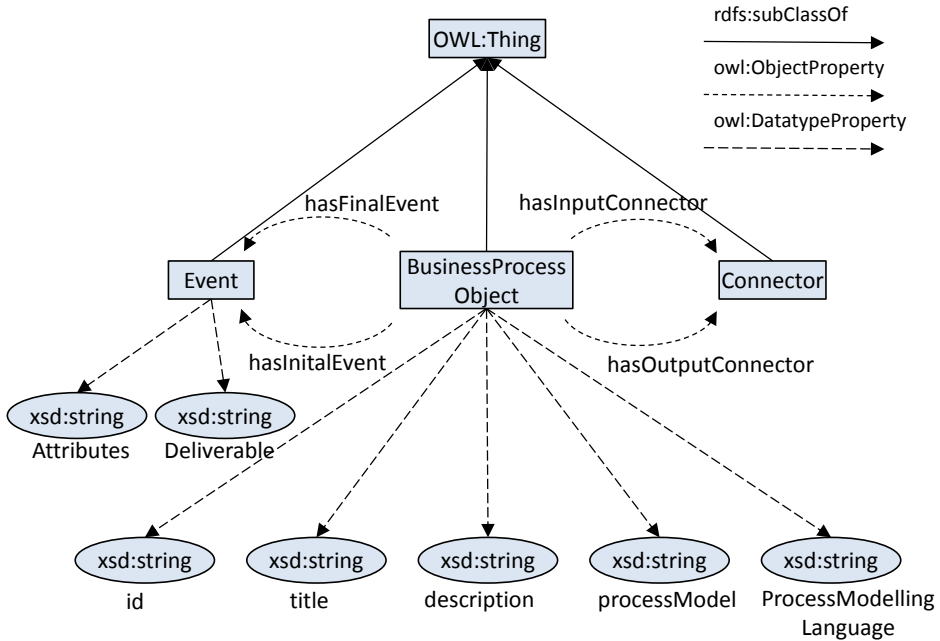 rdfs:subClassOf
OWL:Thing
owl:ObjectProperty
owl:DatatypeProperty
hasFinalEvent
hasInputConnector
Event
BusinessProcess
Object
Connector
hasInitalEvent
hasOutputConnector
xsd:string
xsd:string
Attributes
Deliverable
xsd:string
xsd:string
xsd:string
xsd:string
xsd:string
id
title
description
processModel
ProcessModelling
Language